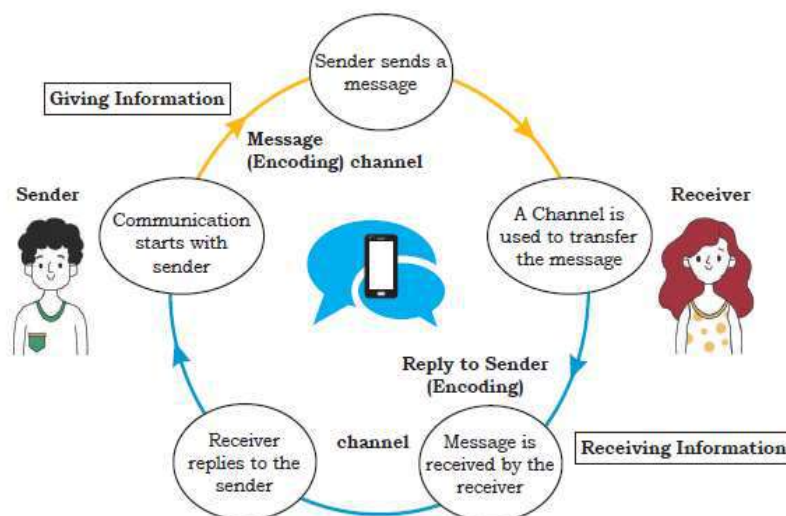 Sender sends a
message
Giving Information
Message
(Encoding) channel
Sender
Communication
starts with
sender
A Channel is
used to transfer
the message
Receiver
Reply to Sender
(Encoding)
Receiver
replies to the
sender
channel
Message is
received by the
receiver
Receiving Information